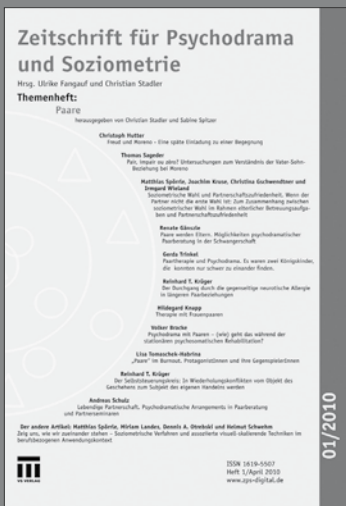 Zeitschrift für Psychodrama
und Soziometrie
Hrsg. Ulrike Fangauf und Christian Stadler
Themenheft:
Paare
herausgegeben von Christian Stadler und Sabine Spitzer
Christoph Hutter
Freud und Moreno - Eine späte Einladung zu einer Begegnung
Thomas Sageder
Pair, Impair ou zéro? Untersuchungen zum Verständnis der Vater-Sohn-
Beziehung bei Moreno
Matthias Spörrle, Joachim Kruse, Christina Gschwendtner und
Irmgard Wieland
Soziometrische Wahl und Partnerschaftszufriedenheit, Wenn der
Partner nicht die erste Wahl ist: Zum Zusammenhang zwischen
soziometrischer Wahl im Rahmen elterlicher Betreuungsaufga-
ben und Partnerschaftszufriedenheit
Renate Gänsule
Paare werden Eltern. Möglichkeiten psychodramatischer
Paarberatung in der Schwangerschaft
Gerda Trinkel
Paartherapie und Psychodrama. Es waren zwei Königskinder,
die konnten nur schwer zu einander finden.
Reinhard T. Krüger
Der Durchgang durch die gegenseitige neurotische Allergie
in längeren Paarbeziehungen
Hildegard Knapp
Therapie mit Frauenpaaren
Volker Bracke
Psychodrama mit Paaren - (wie) geht das während der
stationären psychosomatischen Rehabilitation?
Lisa Tomaschek-Habrina
„Paare" im Burnout. ProtagonistInnen und ihre GegenspielerInnen
Reinhard T. Krüger
Der Selbststeuerungskreis: In Wiederholungskonflikten vom Objekt des
Geschehens zum Subjekt des eigenen Handelns werden
Andreas Schulz
Lebendige Partnerschaft. Psychodramatische Arrangements in Paarberatung
und Partnerseminaren
Der andere Artikel: Matthias Spörrle, Miriam Landes, Dennis A. Otrebski und Helmut Schwehm
Zeig uns, wie wir zueinander stehen - Soziometrische Verfahren und assoziierte visuell-skalierende Techniken im
berufsbezogenen Anwendungskontext
VS VERLAG
ISSN 1619-5507
Heft 1/April 2010
www.zps-digital.de
01/2010